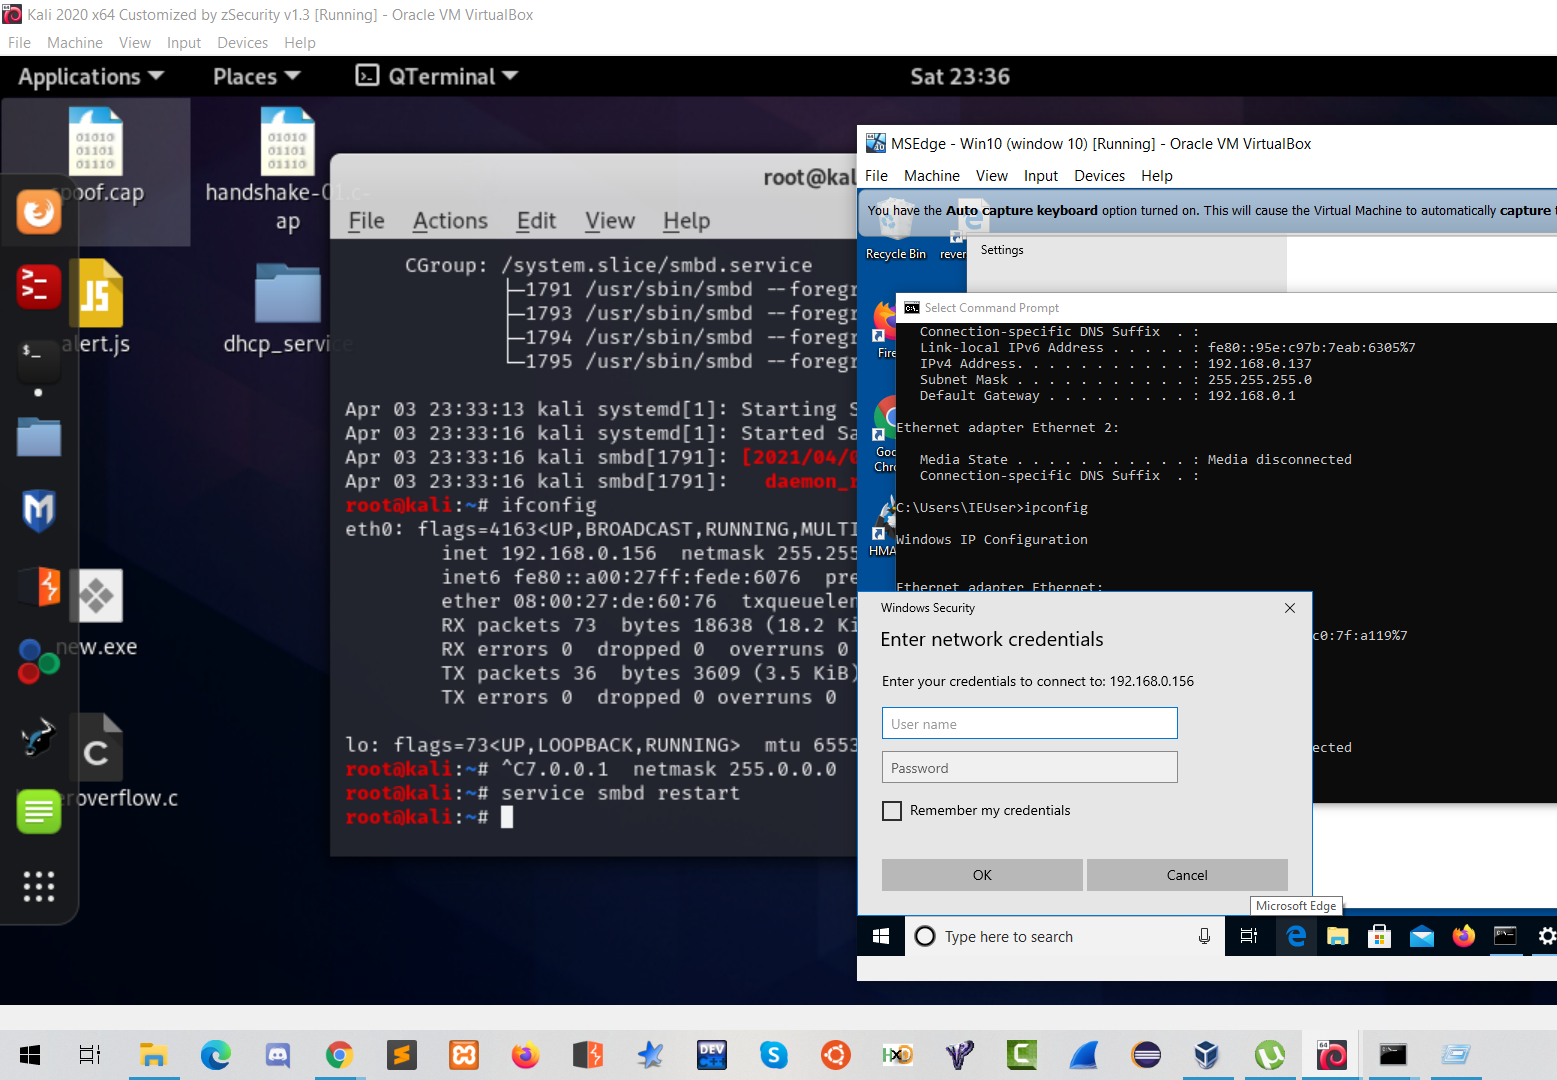 Kali 2020 x64 Customized by zSecurity v1.3 [Running] - Oracle VM VirtualBox
File Machine View Input Devices Help
Applications Places QTerminal Sat 23:36
spoof.cap
handshake-01.c-
ap
alert.js
dhcp_service
new.exe
eroverflow.c
root@kal
File Actions Edit View Help
CGroup: /system.slice/smbd.service
├─1791 /usr/sbin/smbd --foregr
├─1793 /usr/sbin/smbd --foregr
├─1794 /usr/sbin/smbd --foregr
└─1795 /usr/sbin/smbd --foregr
Apr 03 23:33:13 kali systemd[1]: Starting S
Apr 03 23:33:16 kali systemd[1]: Started Sa
Apr 03 23:33:16 kali smbd[1791]: [2021/04/0
Apr 03 23:33:16 kali smbd[1791]: daemon_r
root@kali:~# ifconfig
eth0: flags=4163<UP,BROADCAST,RUNNING,MULTI
inet 192.168.0.156 netmask 255.255
inet6 fe80::a00:27ff:fede:6076 pre
ether 08:00:27:de:60:76 txqueuelen
RX packets 73 bytes 18638 (18.2 Ki
RX errors 0 dropped 0 overruns 0
TX packets 36 bytes 3609 (3.5 KiB)
TX errors 0 dropped 0 overruns 0
lo: flags=73<UP,LOOPBACK,RUNNING> mtu 6553
root@kali:~# ^C7.0.0.1 netmask 255.0.0.0
root@kali:~# service smbd restart
root@kali:~#
MSEdge - Win10 (window 10) [Running] - Oracle VM VirtualBox
File Machine View Input Devices Help
You have the Auto capture keyboard option turned on. This will cause the Virtual Machine to automatically capture t
Recycle Bin
rever
Settings
Fire
Goo
Chro
HMA
Select Command Prompt
Connection-specific DNS Suffix . :
Link-local IPv6 Address . . . . . : fe80::95e:c97b:7eab:6305%7
IPv4 Address. . . . . . . . . . . : 192.168.0.137
Subnet Mask . . . . . . . . . . . : 255.255.255.0
Default Gateway . . . . . . . . . : 192.168.0.1
Ethernet adapter Ethernet 2:
Media State . . . . . . . . . . . : Media disconnected
Connection-specific DNS Suffix . :
C:\Users\IEUser>ipconfig
Windows IP Configuration
Ethernet adapter Ethernet:
c0:7f:a119%7
ected
Windows Security
Enter network credentials
Enter your credentials to connect to: 192.168.0.156
User name
Password
Remember my credentials
OK Cancel
Microsoft Edge
Type here to search